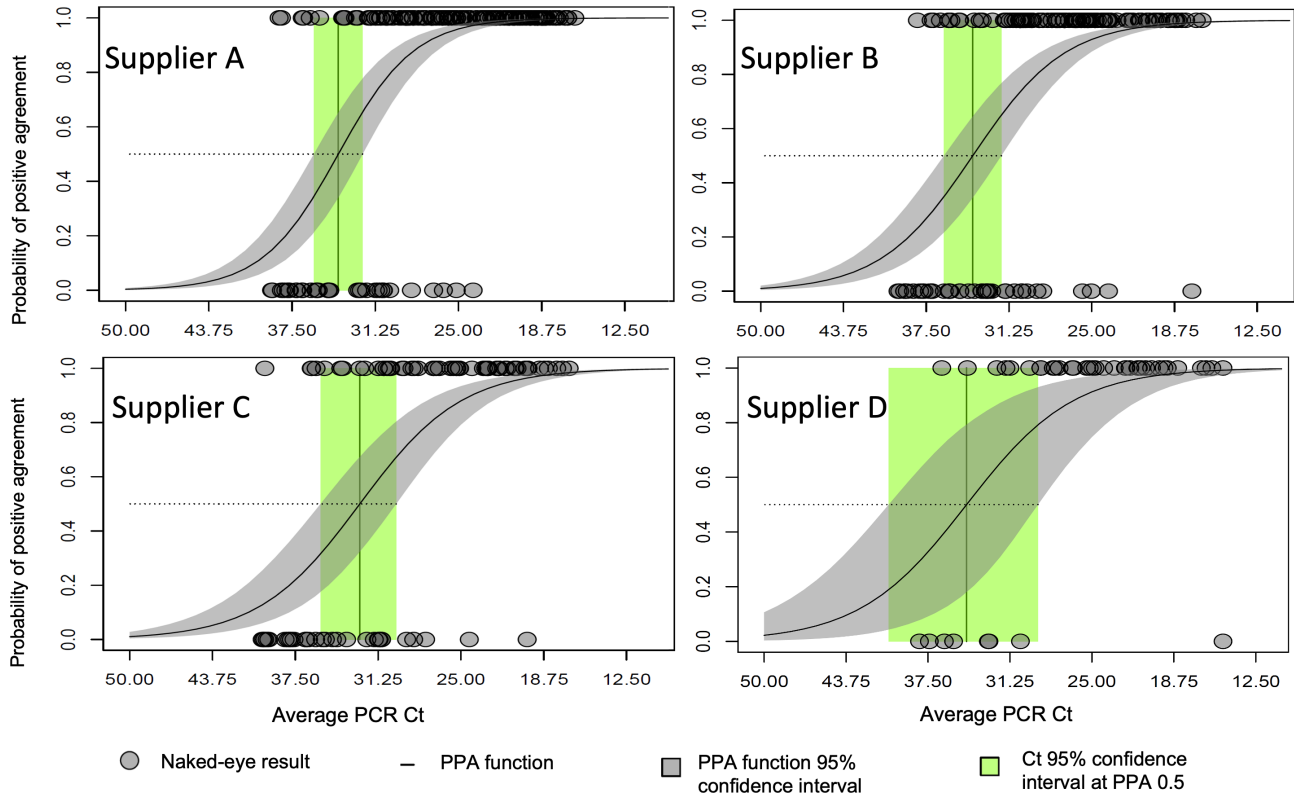 Supplier A
Probability of positive agreement
0.0 0.2 0.4 0.6 0.8 1.0
50.00 43.75 37.50 31.25 25.00 18.75 12.50
Supplier B
0.0 0.2 0.4 0.6 0.8 1.0
50.00 43.75 37.50 31.25 25.00 18.75 12.50
Supplier C
Probability of positive agreement
0.0 0.2 0.4 0.6 0.8 1.0
50.00 43.75 37.50 31.25 25.00 18.75 12.50
Average PCR Ct
Supplier D
0.0 0.2 0.4 0.6 0.8 1.0
50.00 43.75 37.50 31.25 25.00 18.75 12.50
Average PCR Ct
Naked-eye result
PPA function
PPA function 95%
confidence interval
Ct 95% confidence
interval at PPA 0.5